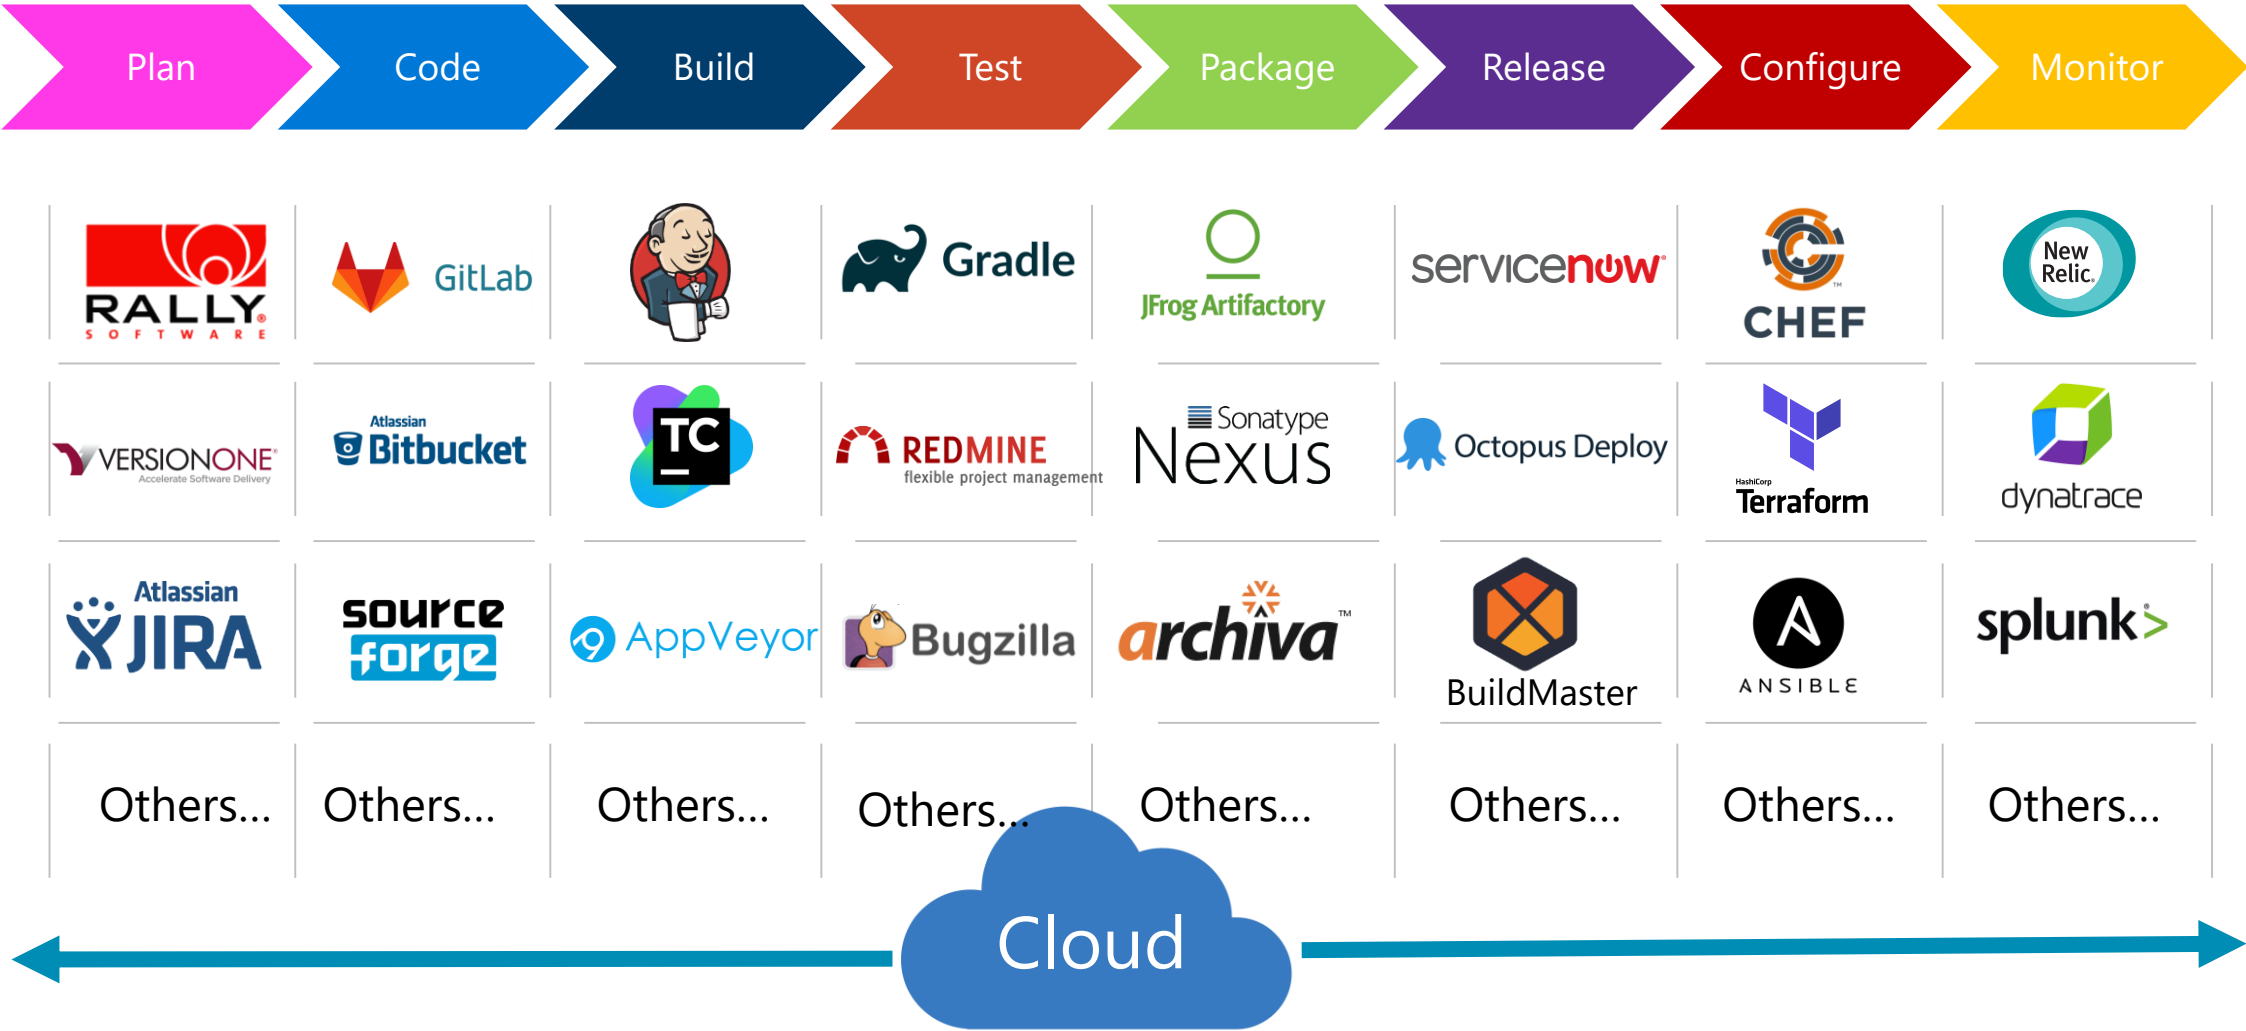 Plan
Code
Build
Test
Package
Release
Configure
Monitor
RALLY®
SOFTWARE
GitLab
Gradle
JFrog Artifactory
servicenow®
CHEF™
New
Relic.
VERSIONONE®
Accelerate Software Delivery
Atlassian
Bitbucket
TC
REDMINE
flexible project management
Sonatype
Nexus
Octopus Deploy
HashiCorp
Terraform
dynatrace
Atlassian
JIRA
source
forge
AppVeyor
Bugzilla
archiva™
BuildMaster
ANSIBLE
splunk®>
Others...
Others...
Others...
Others...
Others...
Others...
Others...
Others...
Cloud